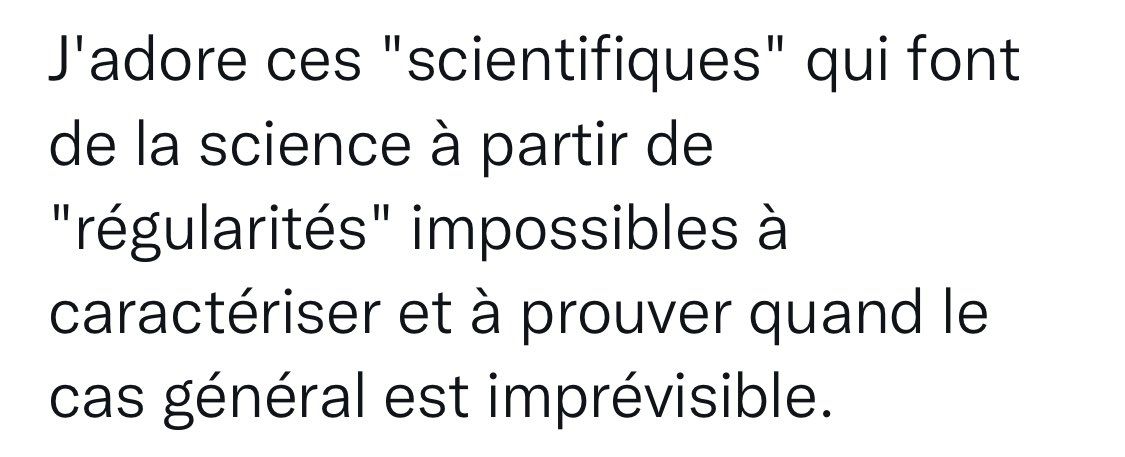 J'adore ces "scientifiques" qui font
de la science à partir de
"régularités" impossibles à
caractériser et à prouver quand le
cas général est imprévisible.